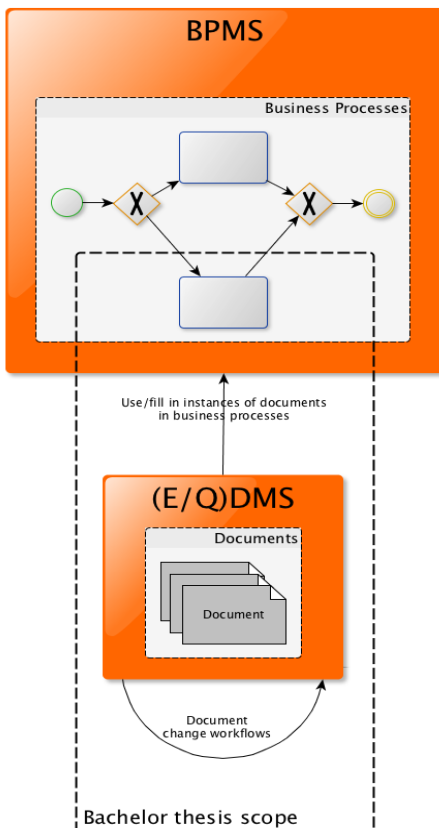 BPMS
Business Processes
X
X
Use/fill in instances of documents
in business processes
(E/Q)DMS
Documents
Document
Document
change workflows
Bachelor thesis scope